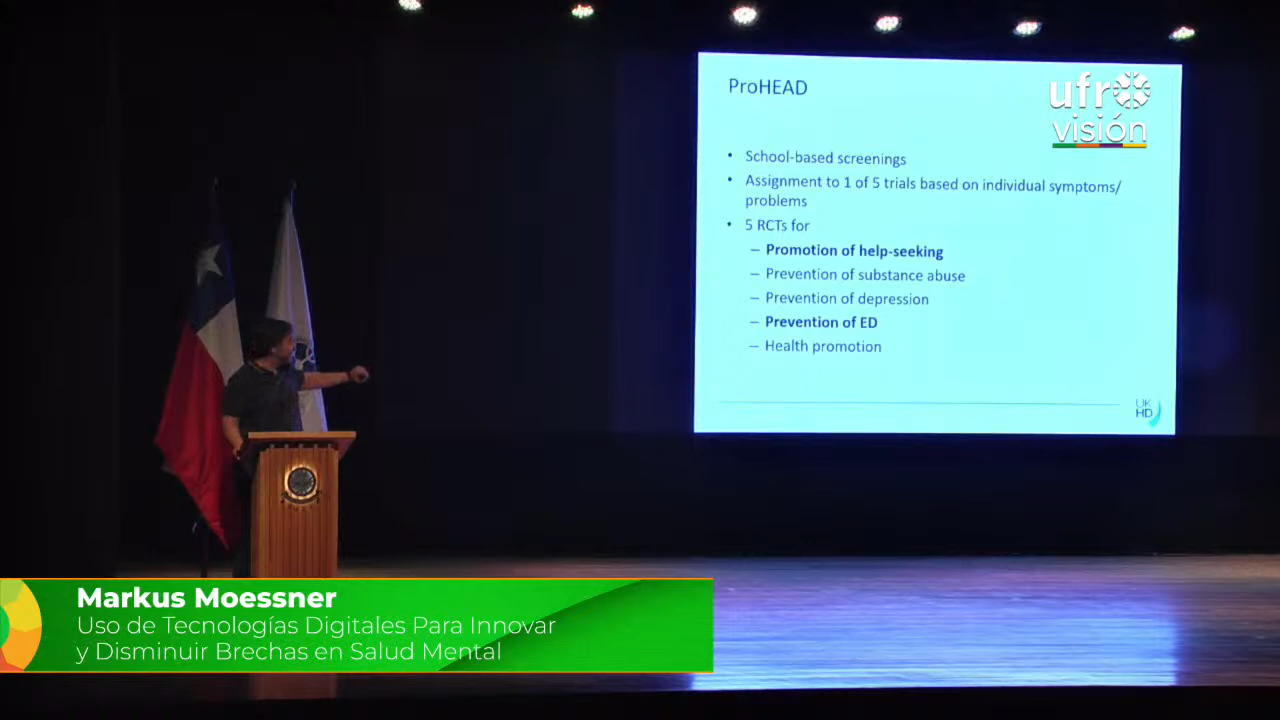 ProHEAD
ufro
visión
• School-based screenings
• Assignment to 1 of 5 trials based on individual symptoms/
problems
• 5 RCTs for
– Promotion of help-seeking
– Prevention of substance abuse
– Prevention of depression
– Prevention of ED
– Health promotion
UK
HD
Markus Moessner
Uso de Tecnologías Digitales Para Innovar
y Disminuir Brechas en Salud Mental